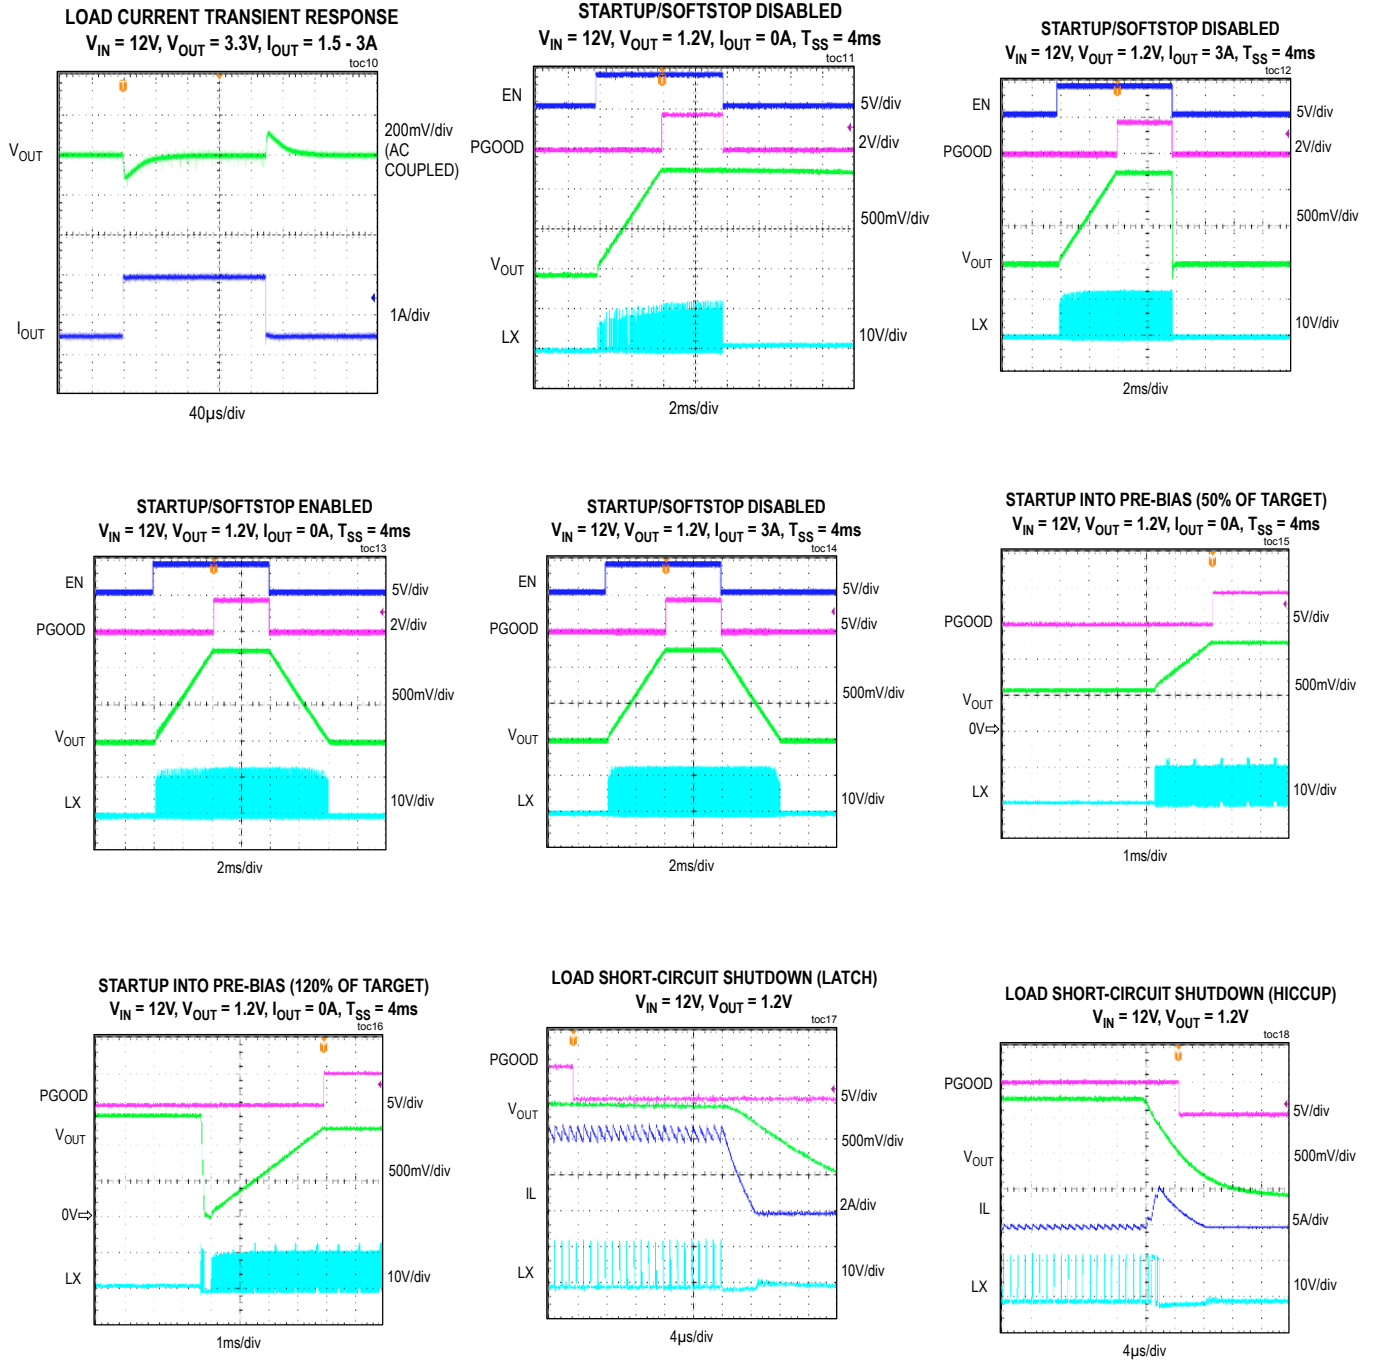 LOAD CURRENT TRANSIENT RESPONSE
VIN = 12V, VOUT = 3.3V, IOUT = 1.5 - 3A
toc10
VOUT
200mV/div
(AC
COUPLED)
IOUT
1A/div
40µs/div
STARTUP/SOFTSTOP DISABLED
VIN = 12V, VOUT = 1.2V, IOUT = 0A, TSS = 4ms
toc11
EN
5V/div
PGOOD
2V/div
500mV/div
VOUT
LX
10V/div
2ms/div
STARTUP/SOFTSTOP DISABLED
VIN = 12V, VOUT = 1.2V, IOUT = 3A, TSS = 4ms
toc12
EN
5V/div
PGOOD
2V/div
500mV/div
VOUT
LX
10V/div
2ms/div
STARTUP/SOFTSTOP ENABLED
VIN = 12V, VOUT = 1.2V, IOUT = 0A, TSS = 4ms
toc13
EN
5V/div
PGOOD
2V/div
500mV/div
VOUT
LX
10V/div
2ms/div
STARTUP/SOFTSTOP DISABLED
VIN = 12V, VOUT = 1.2V, IOUT = 3A, TSS = 4ms
toc14
EN
5V/div
PGOOD
5V/div
500mV/div
VOUT
LX
10V/div
2ms/div
STARTUP INTO PRE-BIAS (50% OF TARGET)
VIN = 12V, VOUT = 1.2V, IOUT = 0A, TSS = 4ms
toc15
PGOOD
5V/div
500mV/div
VOUT
0V⇨
LX
10V/div
1ms/div
STARTUP INTO PRE-BIAS (120% OF TARGET)
VIN = 12V, VOUT = 1.2V, IOUT = 0A, TSS = 4ms
toc16
PGOOD
5V/div
VOUT
500mV/div
0V⇨
LX
10V/div
1ms/div
LOAD SHORT-CIRCUIT SHUTDOWN (LATCH)
VIN = 12V, VOUT = 1.2V
toc17
PGOOD
5V/div
VOUT
500mV/div
IL
2A/div
LX
10V/div
4µs/div
LOAD SHORT-CIRCUIT SHUTDOWN (HICCUP)
VIN = 12V, VOUT = 1.2V
toc18
PGOOD
5V/div
VOUT
500mV/div
IL
5A/div
LX
10V/div
4µs/div